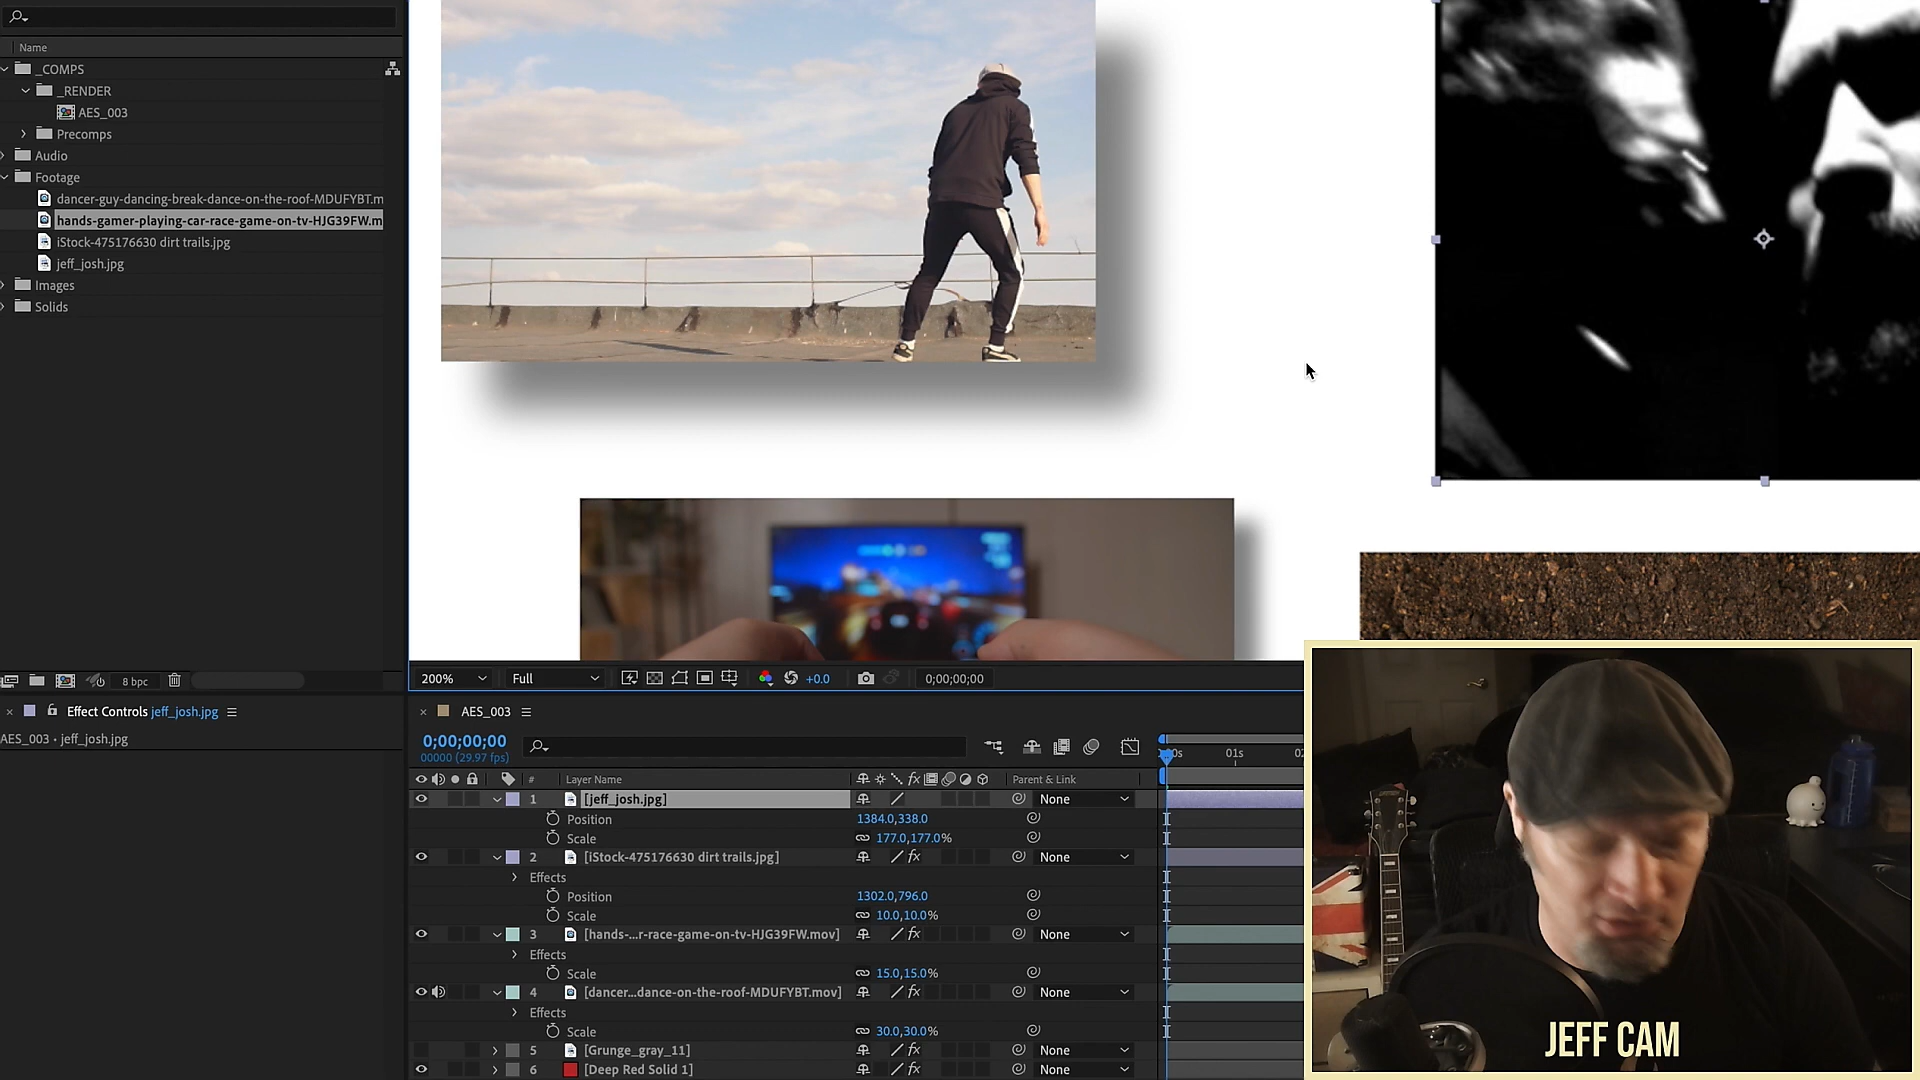 Name
_COMPS
_RENDER
AES_003
Precomps
Audio
Footage
dancer-guy-dancing-break-dance-on-the-roof-MDUFYBT.m
hands-gamer-playing-car-race-game-on-tv-HJG39FW.m
iStock-475176630 dirt trails.jpg
jeff_josh.jpg
Images
Solids
8 bpc
200%
Full
+0.0
0;00;00;00
Effect Controls jeff_josh.jpg
AES_003 • jeff_josh.jpg
AES_003
0;00;00;00
00000 (29.97 fps)
01s
# Layer Name fx Parent & Link
1 [jeff_josh.jpg] None
Position 1384.0,338.0
Scale 177.0,177.0%
2 [iStock-475176630 dirt trails.jpg] fx None
Effects
Position 1302.0,796.0
Scale 10.0,10.0%
3 [hands-...r-race-game-on-tv-HJG39FW.mov] fx None
Effects
Scale 15.0,15.0%
4 [dancer...dance-on-the-roof-MDUFYBT.mov] fx None
Effects
Scale 30.0,30.0%
5 [Grunge_gray_11] fx None
6 [Deep Red Solid 1] fx None
JEFF CAM